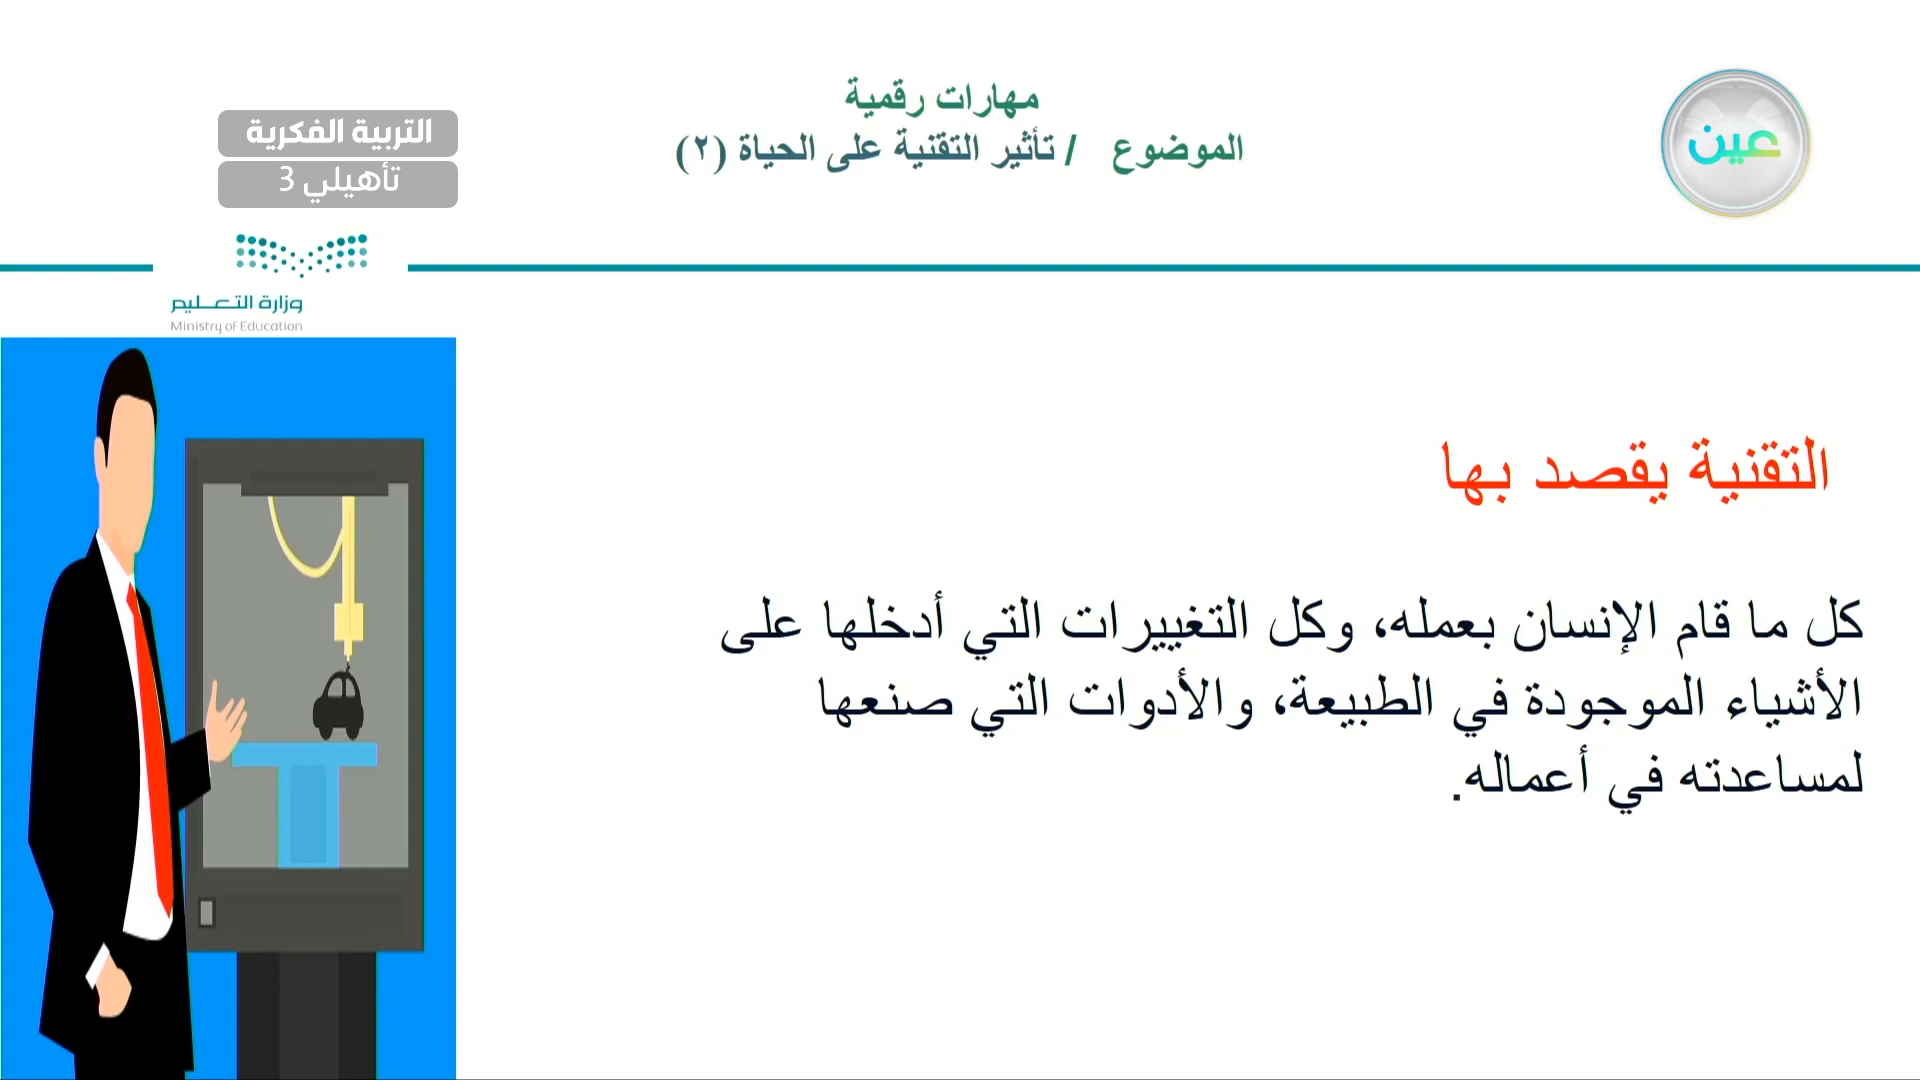 مهارات رقمية
الموضوع / تأثير التقنية على الحياة (٢)
عين
التربية الفكرية
تأهيلي 3
وزارة التعليم
Ministry of Education
التقنية يقصد بها
كل ما قام الإنسان بعمله، وكل التغييرات التي أدخلها على
الأشياء الموجودة في الطبيعة، والأدوات التي صنعها
لمساعدته في أعماله.